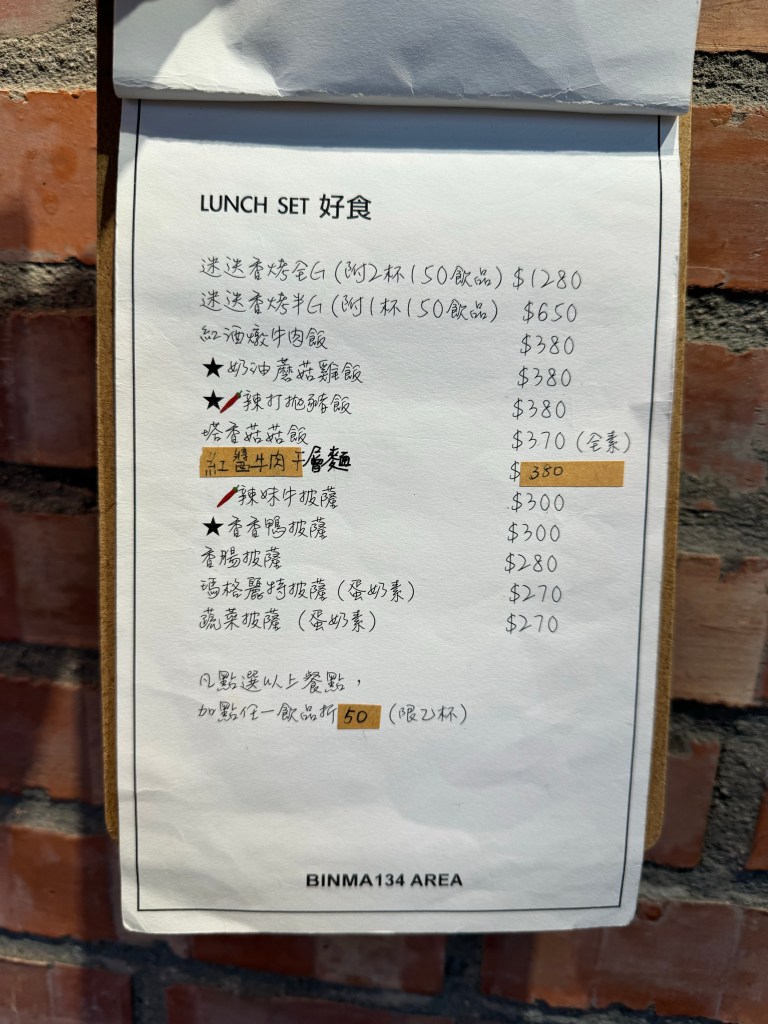 LUNCH SET 好食
迷迭香烤全G(附2杯150飲品) $1280
迷迭香烤半G(附1杯150飲品) $650
紅酒燉牛肉飯 $380
★奶油蘑菇雞飯 $380
★辣打拋豬飯 $380
塔香菇菇飯 $370 (全素)
紅醬牛肉千層麵 $380
辣味牛披薩 $300
★香香鴨披薩 $300
香腸披薩 $280
瑪格麗特披薩(蛋奶素) $270
蔬菜披薩 (蛋奶素) $270
凡點選以上餐點，
加點任一飲品折50 (限乙杯)
BINMA134 AREA